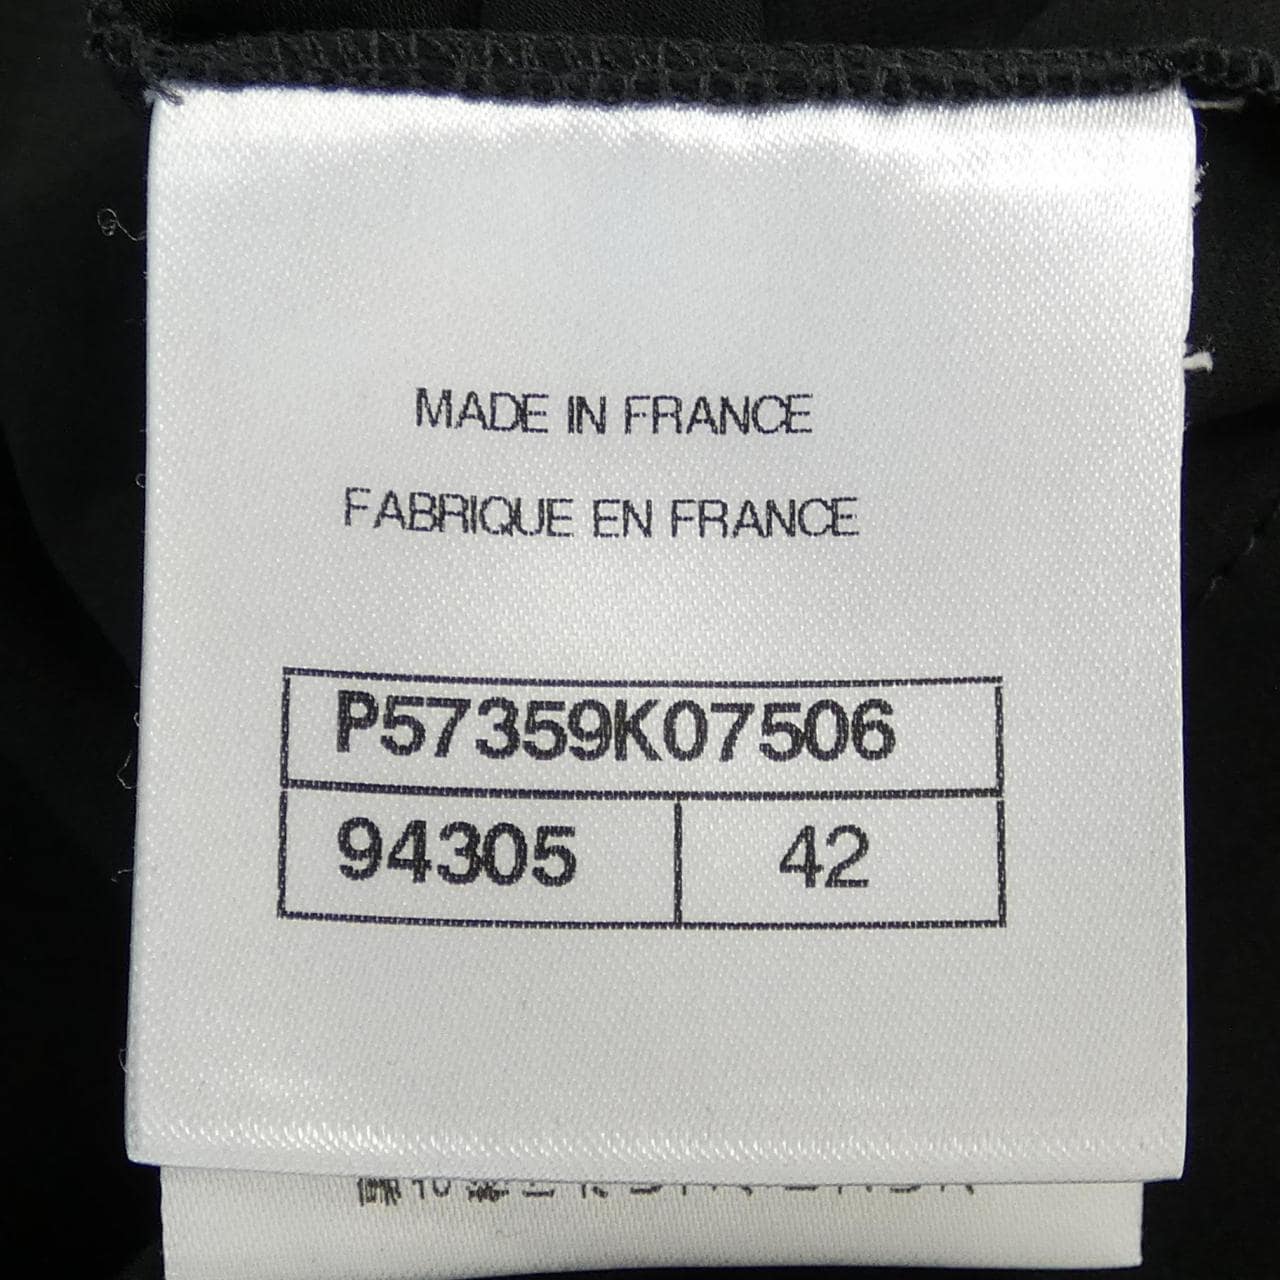 MADE IN FRANCE
FABRIQUE EN FRANCE
P57359K07506
94305 42